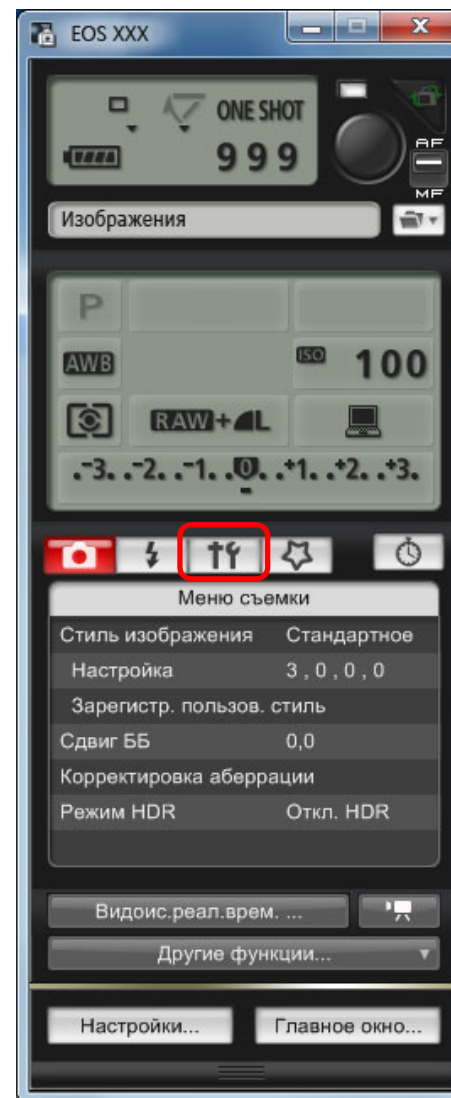 EOS XXX
ONE SHOT
999
AF
MF
Изображения
P
AWB
ISO 100
RAW+ L
.-3. .-2. .-1. .0. .+1. .+2. .+3.
Меню съемки
Стиль изображения Стандартное
Настройка 3 , 0 , 0 , 0
Зарегистр. пользов. стиль
Сдвиг ББ 0,0
Корректировка аберрации
Режим HDR Откл. HDR
Видоис.реал.врем. ...
Другие функции...
Настройки... Главное окно...